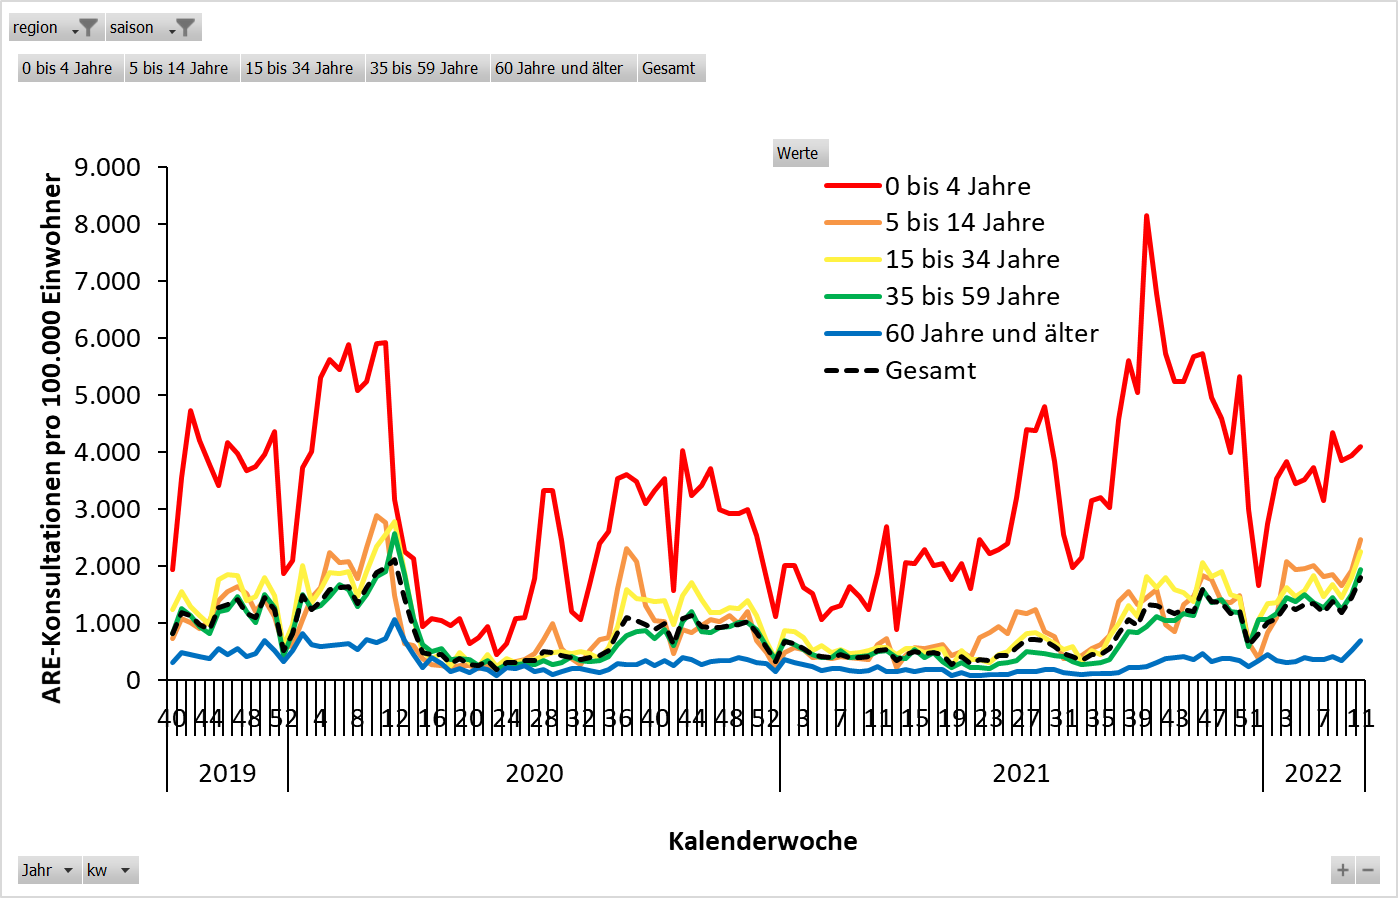 region saison
0 bis 4 Jahre 5 bis 14 Jahre 15 bis 34 Jahre 35 bis 59 Jahre 60 Jahre und älter Gesamt
Werte
0 bis 4 Jahre
5 bis 14 Jahre
15 bis 34 Jahre
35 bis 59 Jahre
60 Jahre und älter
Gesamt
ARE-Konsultationen pro 100.000 Einwohner
9.000
8.000
7.000
6.000
5.000
4.000
3.000
2.000
1.000
0
40 44 48 52 4 8 12 16 20 24 28 32 36 40 44 48 52 3 7 11 15 19 23 27 31 35 39 43 47 51 3 7 11
2019 2020 2021 2022
Kalenderwoche
Jahr kw
+ −